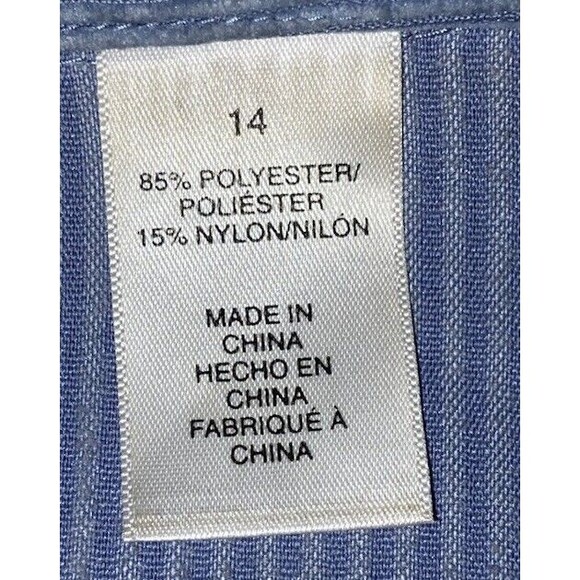 14
85% POLYESTER/
POLIÉSTER
15% NYLON/NILÓN
MADE IN
CHINA
HECHO EN
CHINA
FABRIQUÉ À
CHINA